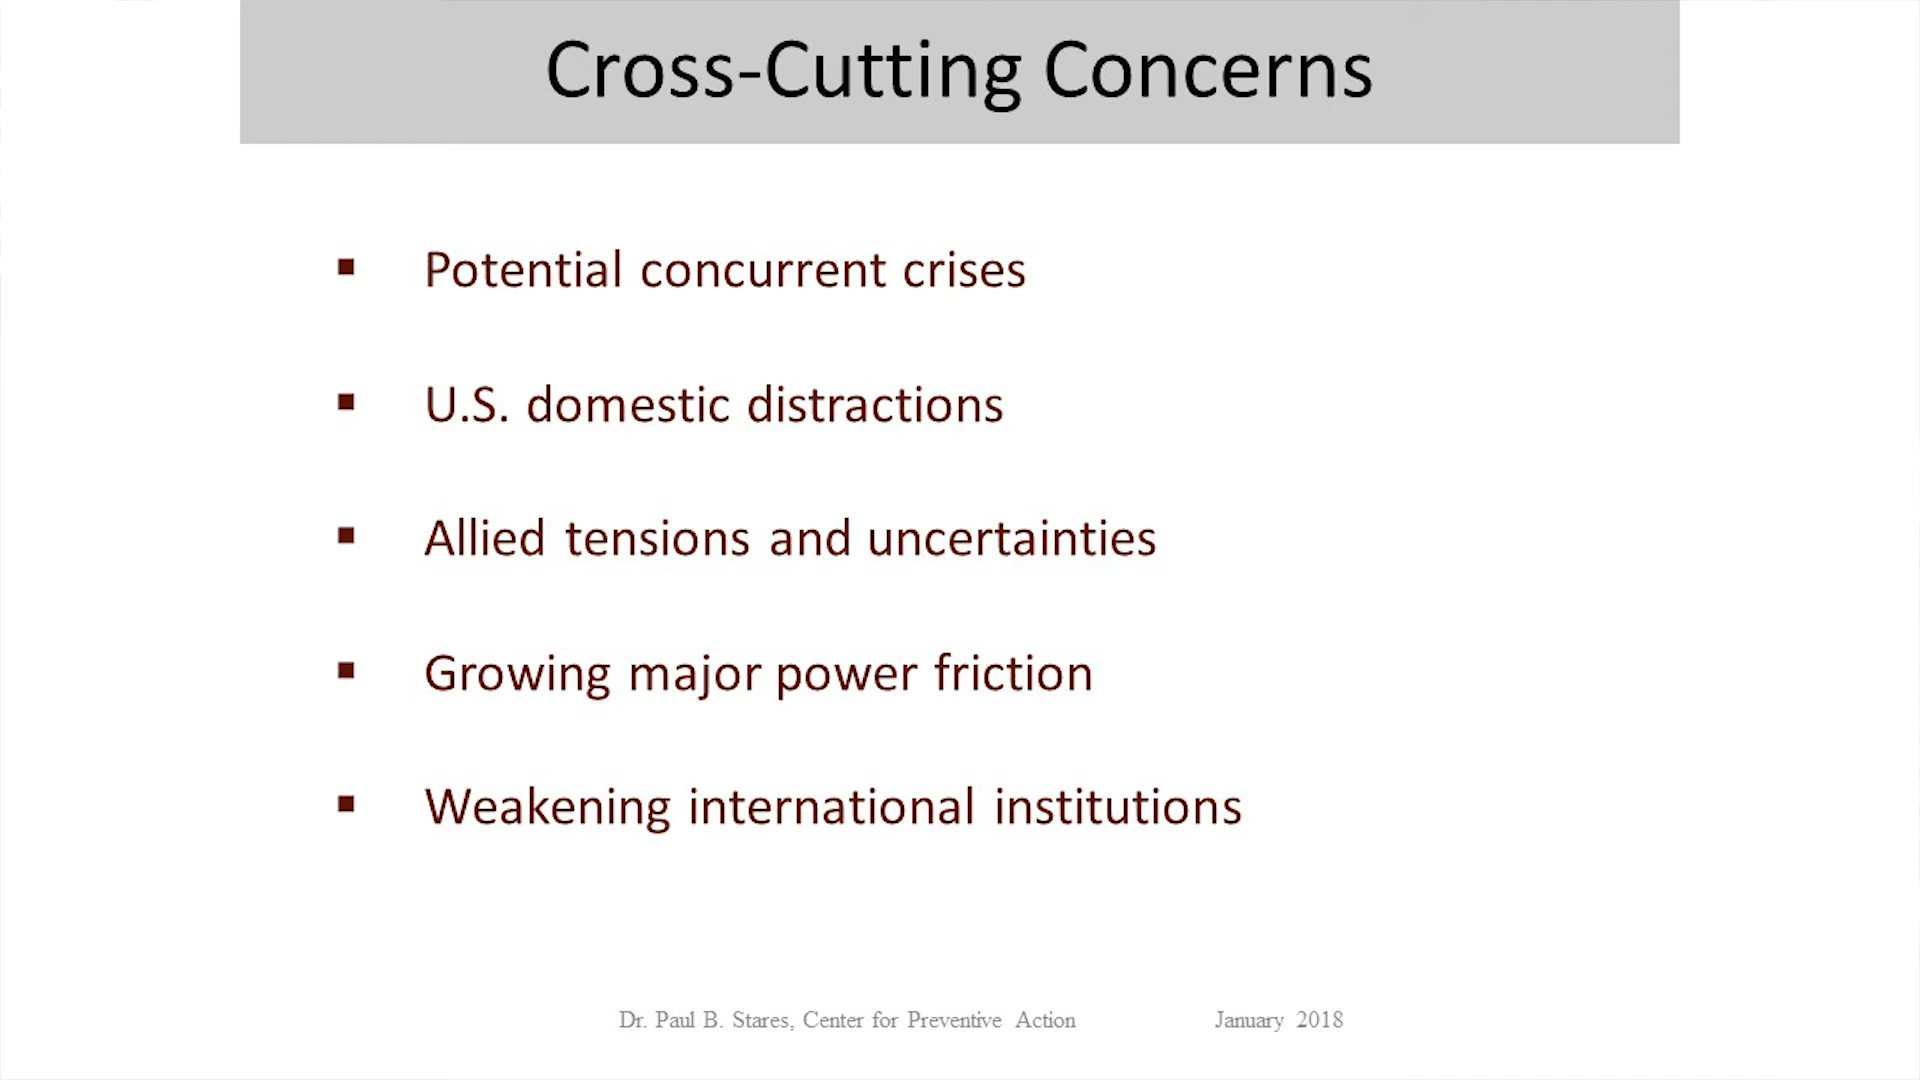 Cross-Cutting Concerns
▪ Potential concurrent crises
▪ U.S. domestic distractions
▪ Allied tensions and uncertainties
▪ Growing major power friction
▪ Weakening international institutions
Dr. Paul B. Stares, Center for Preventive Action January 2018